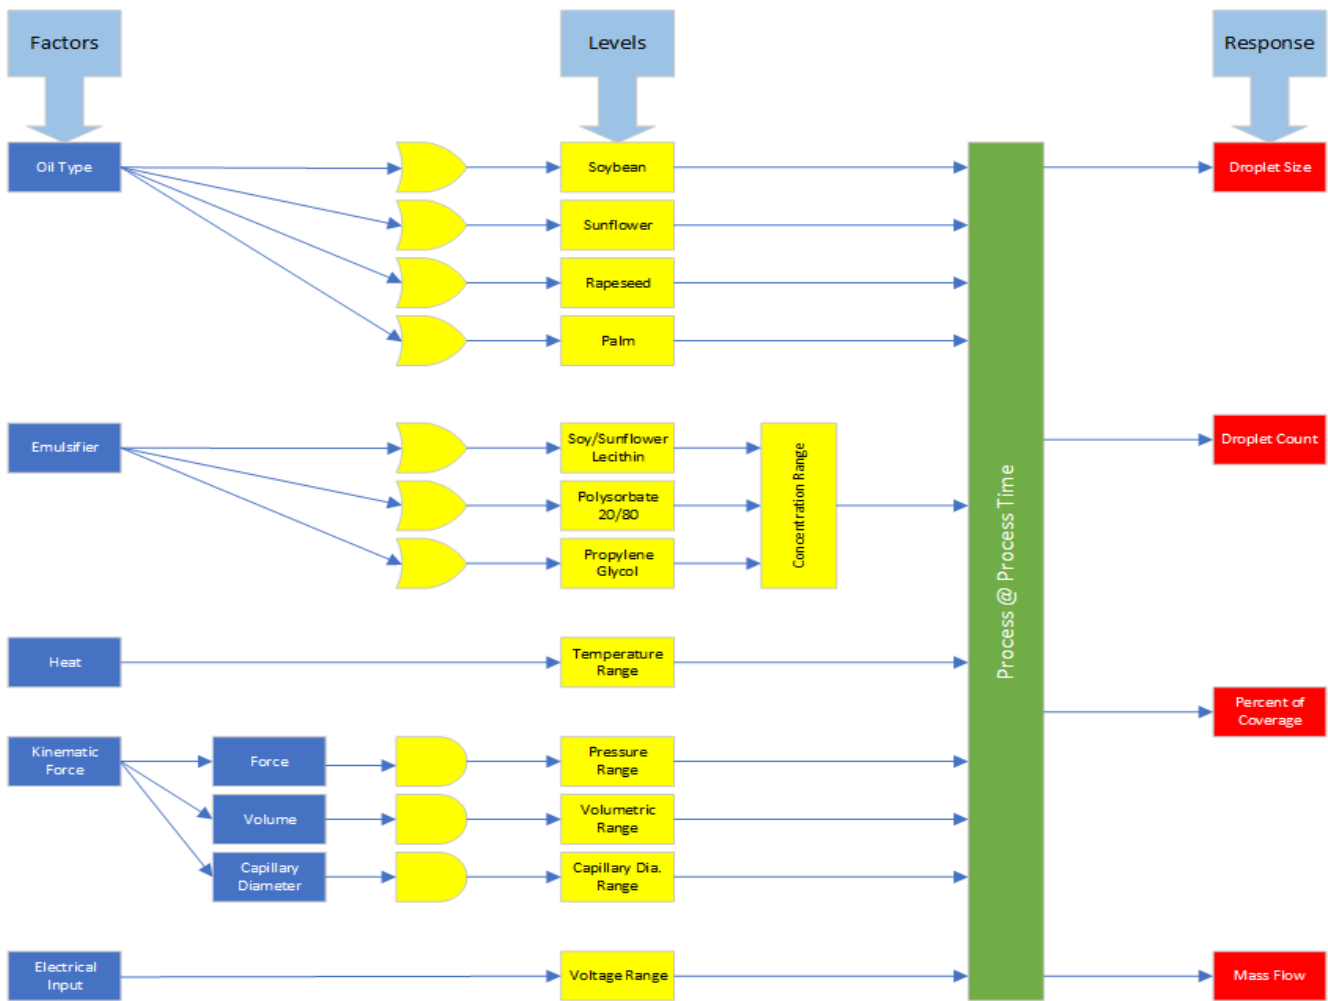 Factors
Levels
Response
Oil Type
Soybean
Droplet Size
Sunflower
Rapeseed
Palm
Emulsifier
Soy/Sunflower
Lecithin
Polysorbate
20/80
Propylene
Glycol
Concentration Range
Droplet Count
Process @ Process Time
Heat
Temperature
Range
Percent of
Coverage
Kinematic
Force
Force
Pressure
Range
Volume
Volumetric
Range
Capillary
Diameter
Capillary Dia.
Range
Electrical
Input
Voltage Range
Mass Flow